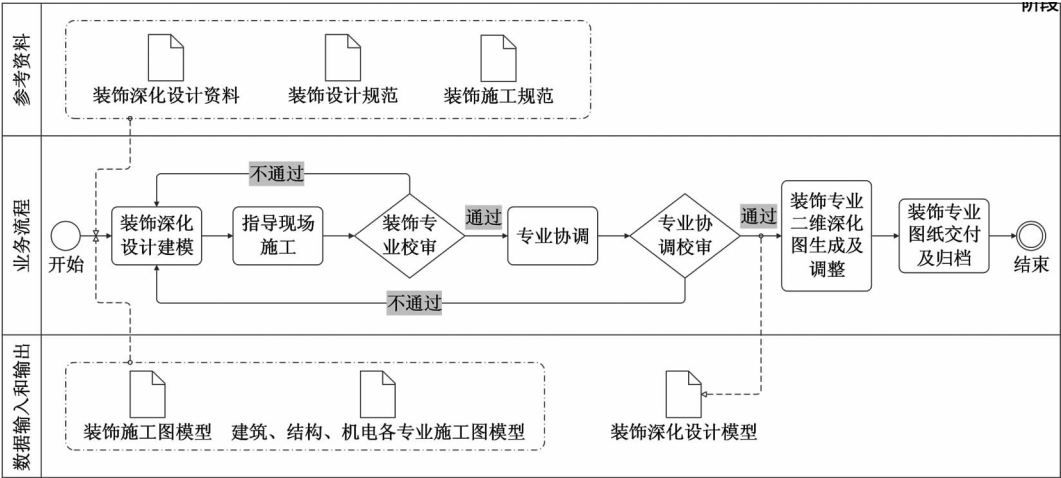 阶段
参考资料
装饰深化设计资料
装饰设计规范
装饰施工规范
业务流程
开始
装饰深化
设计建模
指导现场
施工
不通过
装饰专
业校审
通过
专业协调
专业协
调校审
不通过
通过
装饰专业
二维深化
图生成及
调整
装饰专业
图纸交付
及归档
结束
数据输入和输出
装饰施工图模型
建筑、结构、机电各专业施工图模型
装饰深化设计模型